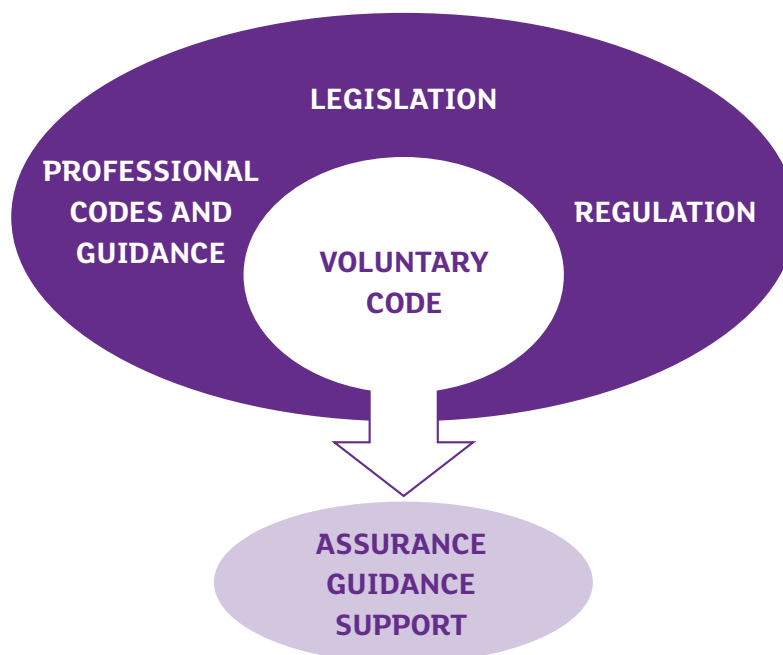 LEGISLATION
PROFESSIONAL
CODES AND
GUIDANCE
REGULATION
VOLUNTARY
CODE
ASSURANCE
GUIDANCE
SUPPORT